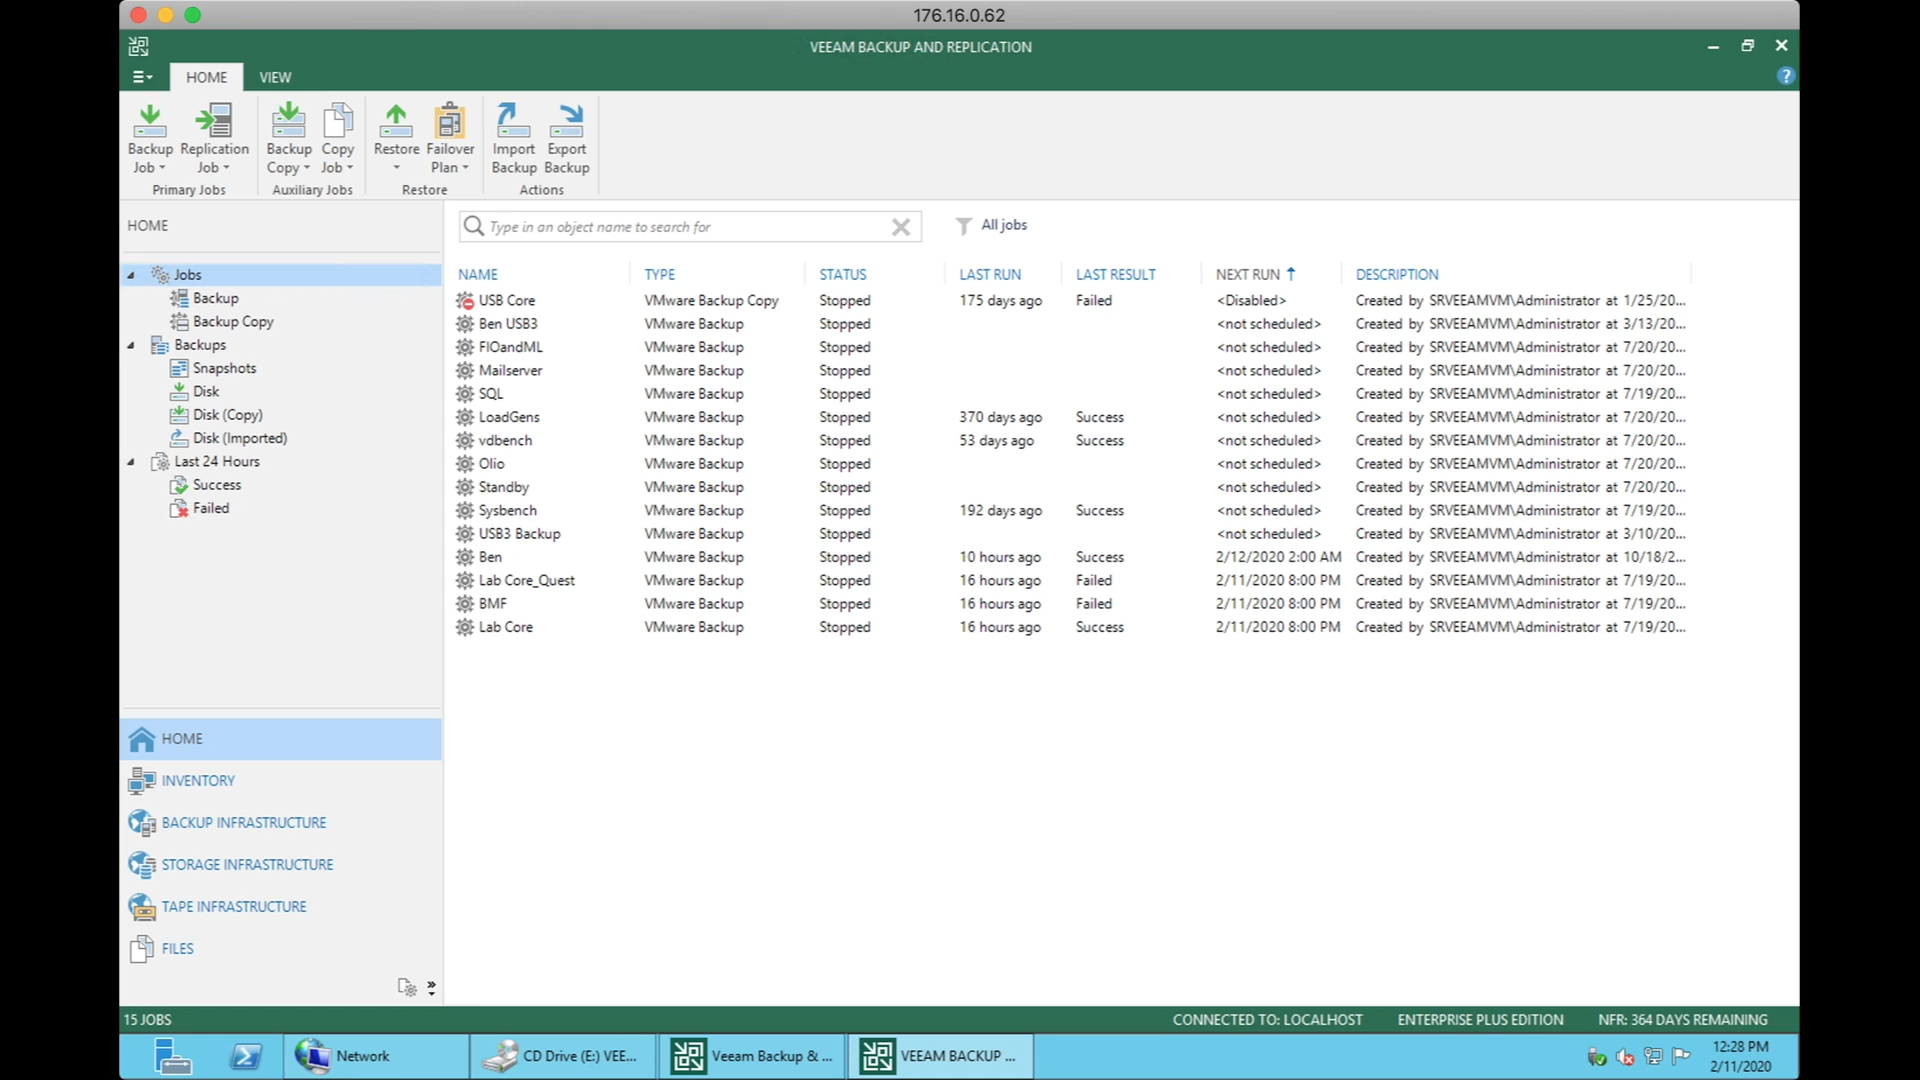 176.16.0.62
VEEAM BACKUP AND REPLICATION
HOME VIEW
Backup Job
Replication Job
Primary Jobs
Backup Copy
Copy Job
Auxiliary Jobs
Restore
Failover Plan
Restore
Import Backup
Export Backup
Actions
HOME
Jobs
Backup
Backup Copy
Backups
Snapshots
Disk
Disk (Copy)
Disk (Imported)
Last 24 Hours
Success
Failed
HOME
INVENTORY
BACKUP INFRASTRUCTURE
STORAGE INFRASTRUCTURE
TAPE INFRASTRUCTURE
FILES
Type in an object name to search for
All jobs
NAME TYPE STATUS LAST RUN LAST RESULT NEXT RUN DESCRIPTION
USB Core VMware Backup Copy Stopped 175 days ago Failed <Disabled> Created by SRVEEAMVM\Administrator at 1/25/20...
Ben USB3 VMware Backup Stopped <not scheduled> Created by SRVEEAMVM\Administrator at 3/13/20...
FIOandML VMware Backup Stopped <not scheduled> Created by SRVEEAMVM\Administrator at 7/20/20...
Mailserver VMware Backup Stopped <not scheduled> Created by SRVEEAMVM\Administrator at 7/20/20...
SQL VMware Backup Stopped <not scheduled> Created by SRVEEAMVM\Administrator at 7/19/20...
LoadGens VMware Backup Stopped 370 days ago Success <not scheduled> Created by SRVEEAMVM\Administrator at 7/20/20...
vdbench VMware Backup Stopped 53 days ago Success <not scheduled> Created by SRVEEAMVM\Administrator at 7/20/20...
Olio VMware Backup Stopped <not scheduled> Created by SRVEEAMVM\Administrator at 7/20/20...
Standby VMware Backup Stopped <not scheduled> Created by SRVEEAMVM\Administrator at 7/20/20...
Sysbench VMware Backup Stopped 192 days ago Success <not scheduled> Created by SRVEEAMVM\Administrator at 7/19/20...
USB3 Backup VMware Backup Stopped <not scheduled> Created by SRVEEAMVM\Administrator at 3/10/20...
Ben VMware Backup Stopped 10 hours ago Success 2/12/2020 2:00 AM Created by SRVEEAMVM\Administrator at 10/18/2...
Lab Core_Quest VMware Backup Stopped 16 hours ago Failed 2/11/2020 8:00 PM Created by SRVEEAMVM\Administrator at 7/19/20...
BMF VMware Backup Stopped 16 hours ago Failed 2/11/2020 8:00 PM Created by SRVEEAMVM\Administrator at 7/19/20...
Lab Core VMware Backup Stopped 16 hours ago Success 2/11/2020 8:00 PM Created by SRVEEAMVM\Administrator at 7/19/20...
15 JOBS CONNECTED TO: LOCALHOST ENTERPRISE PLUS EDITION NFR: 364 DAYS REMAINING
Network CD Drive (E:) VEE... Veeam Backup & ... VEEAM BACKUP ...
12:28 PM
2/11/2020